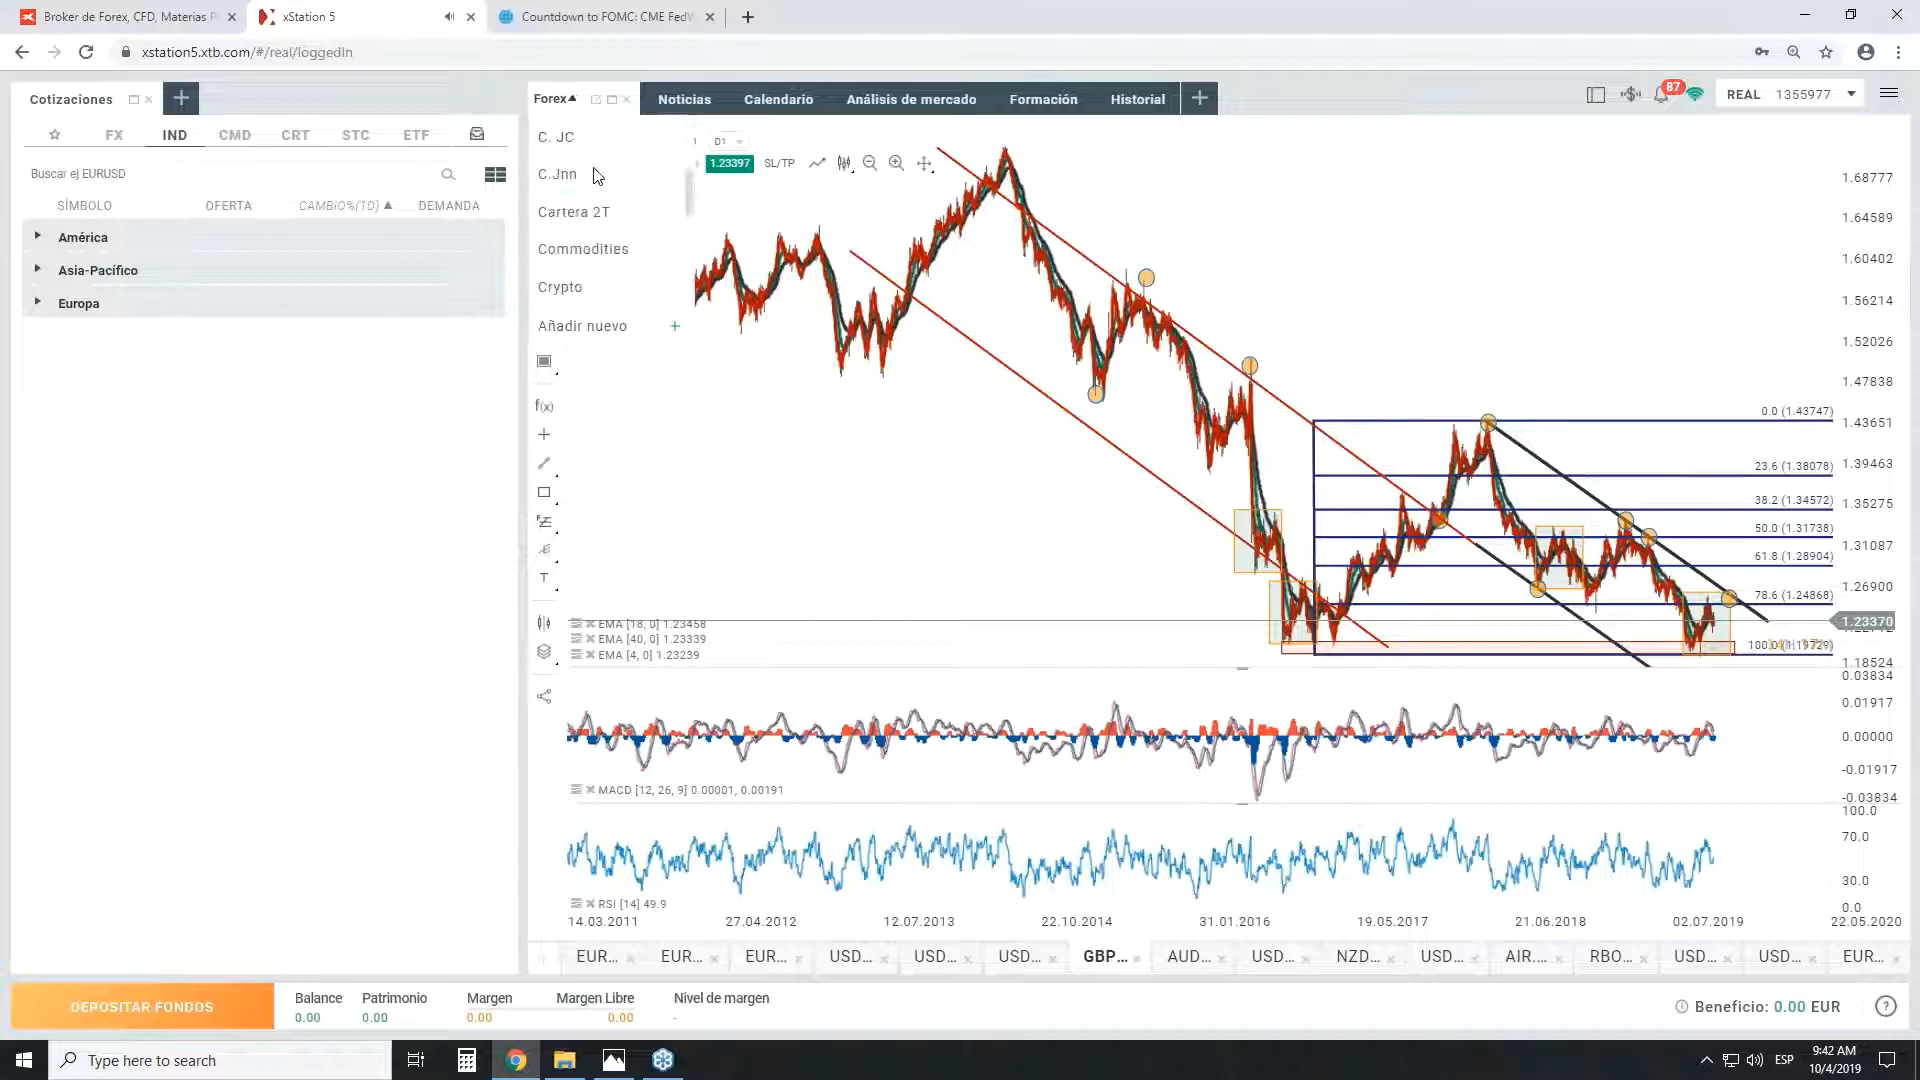 Broker de Forex, CFD, Materias P
xStation 5
Countdown to FOMC: CME FedW
xstation5.xtb.com/#/real/loggedIn
Cotizaciones
Forex
Noticias
Calendario
Análisis de mercado
Formación
Historial
87
REAL 1355977
FX IND CMD CRT STC ETF
Buscar ej EURUSD
SÍMBOLO OFERTA CAMBIO%(1D) DEMANDA
América
Asia-Pacífico
Europa
C. JC
C.Jnn
Cartera 2T
Commodities
Crypto
Añadir nuevo +
D1
1.23397 SL/TP
f(x)
T
1.68777
1.64589
1.60402
1.56214
1.52026
1.47838
1.43651
1.39463
1.35275
1.31087
1.26900
1.23370
1.18524
0.0 (1.43747)
23.6 (1.38078)
38.2 (1.34572)
50.0 (1.31738)
61.8 (1.28904)
78.6 (1.24868)
100.0 (1.19729)
EMA [18, 0] 1.23458
EMA [40, 0] 1.23339
EMA [4, 0] 1.23239
0.03834
0.01917
0.00000
-0.01917
-0.03834
MACD [12, 26, 9] 0.00001, 0.00191
100.0
70.0
30.0
0.0
RSI [14] 49.9
14.03.2011 27.04.2012 12.07.2013 22.10.2014 31.01.2016 19.05.2017 21.06.2018 02.07.2019 22.05.2020
EUR... EUR... EUR... USD... USD... USD... GBP... AUD... USD... NZD... USD... AIR.... RBO... USD... USD... EUR...
DEPOSITAR FONDOS
Balance Patrimonio Margen Margen Libre Nivel de margen
0.00 0.00 0.00 0.00 -
Beneficio: 0.00 EUR
?
Type here to search
ESP
9:42 AM
10/4/2019